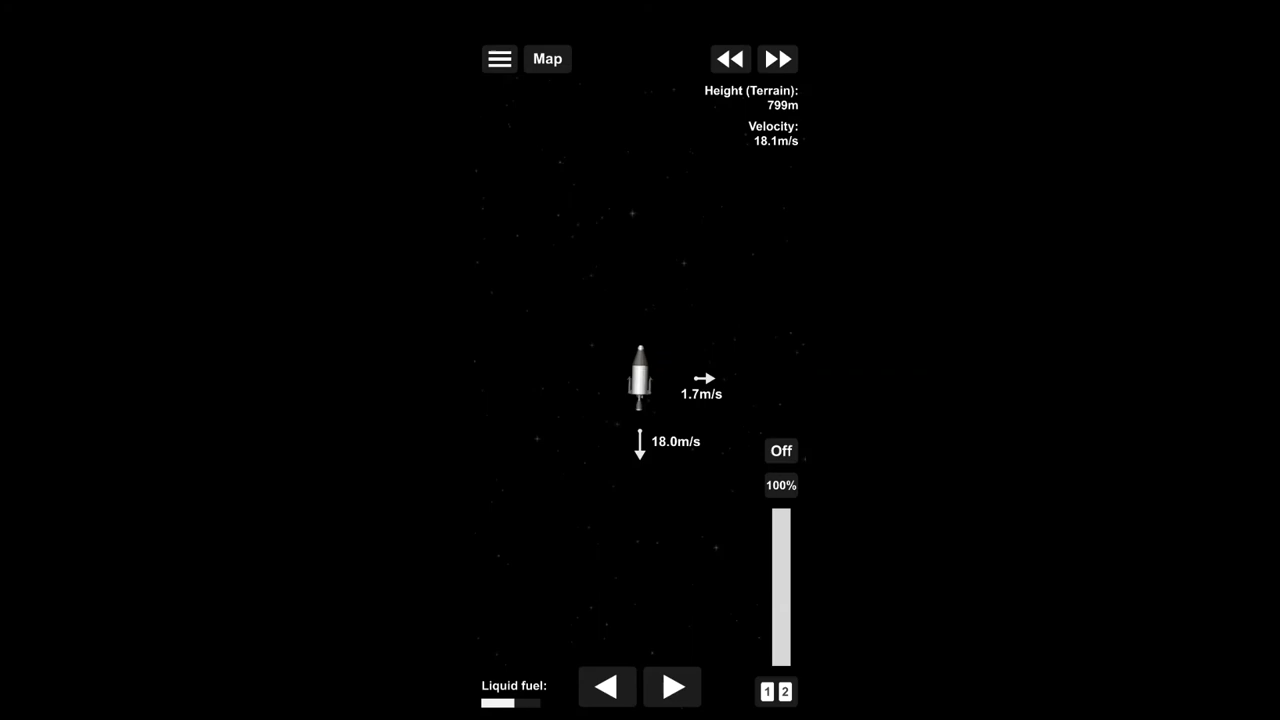 Map
Height (Terrain):
799m
Velocity:
18.1m/s
1.7m/s
18.0m/s
Off
100%
Liquid fuel:
1 2